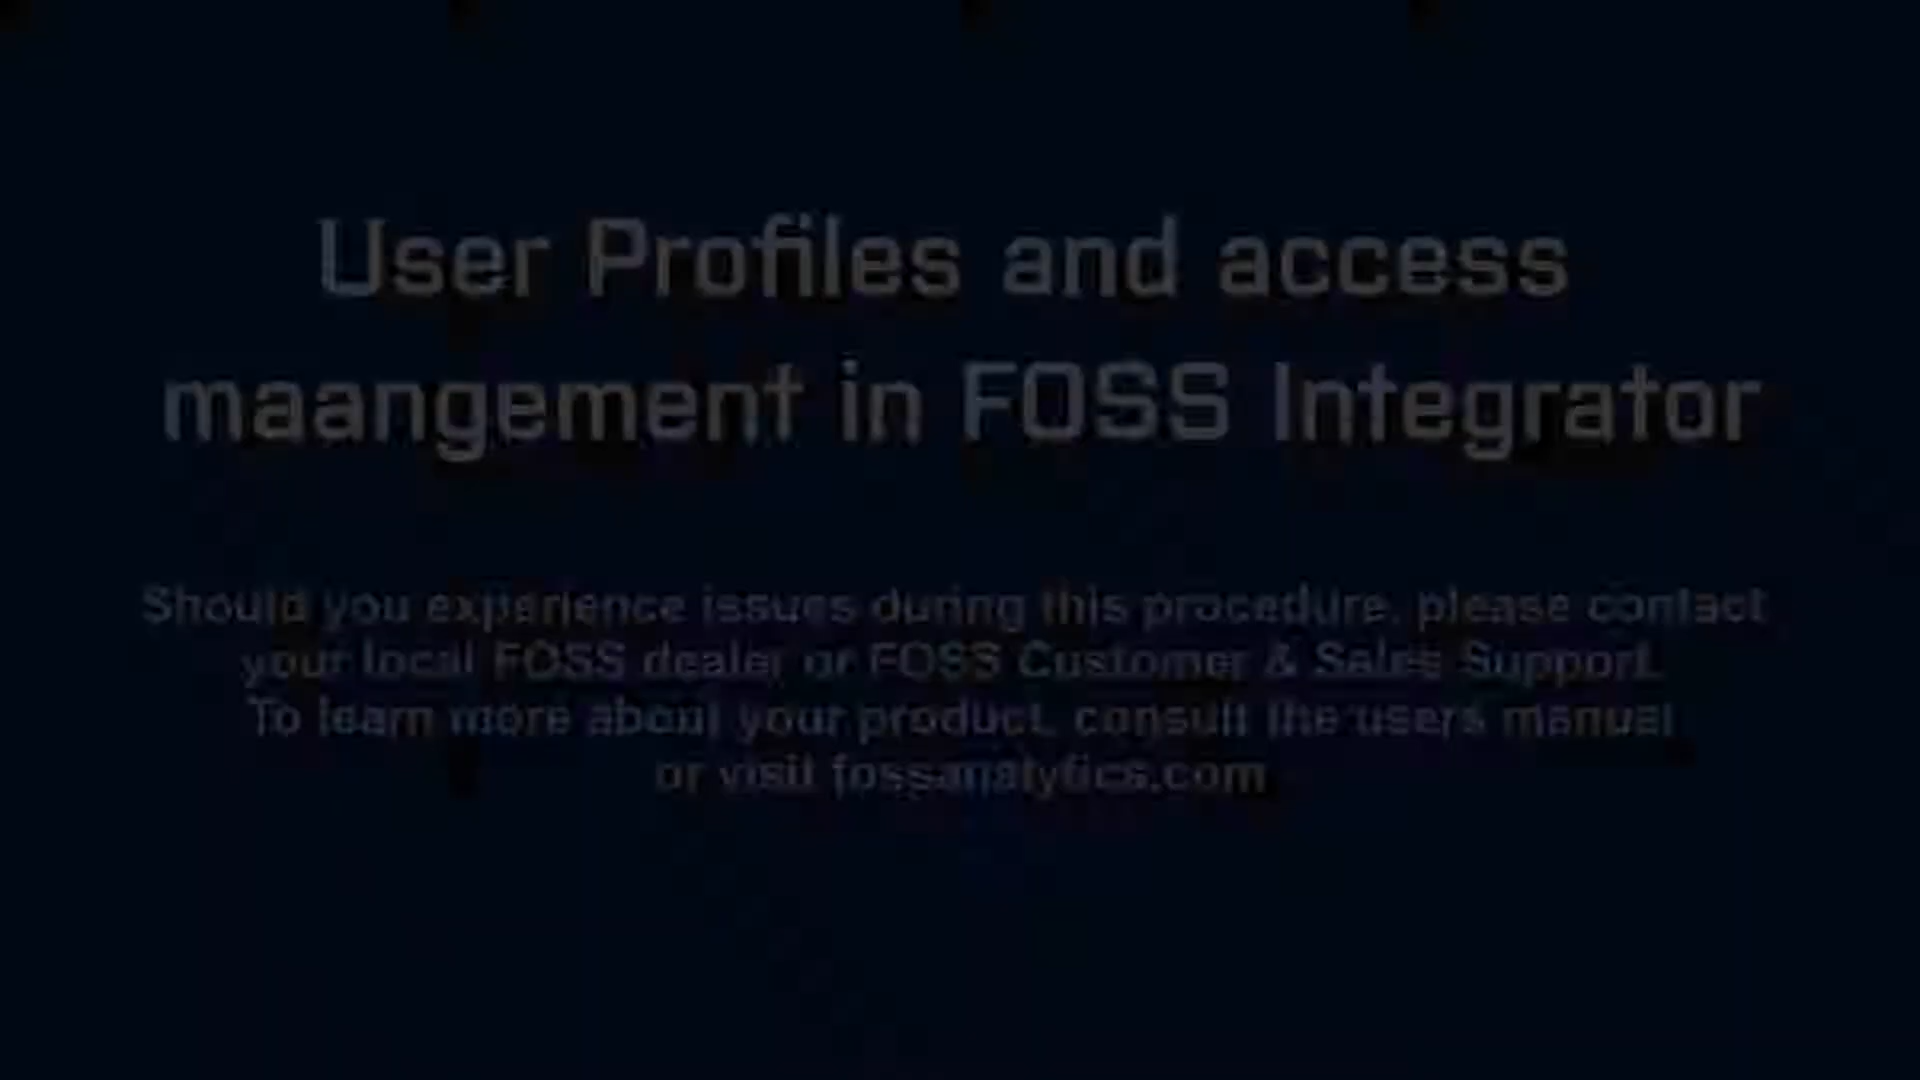 User Profiles and access
maangement in FOSS Integrator
Should you experience issues during this procedure, please contact
your local FOSS dealer or FOSS Customer & Sales Support.
To learn more about your product, consult the users manual
or visit fossanalytics.com